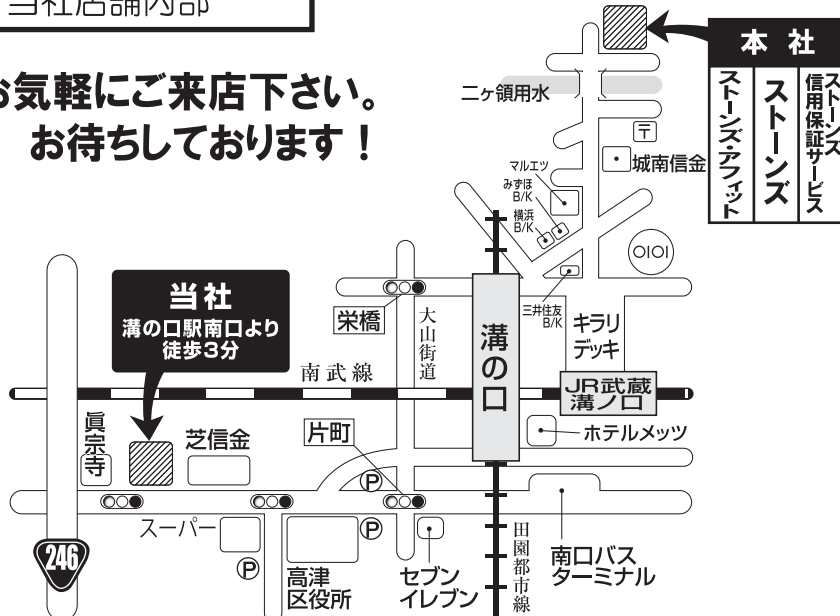 当社店舗内部
お気軽にご来店下さい。
お待ちしております！
本社
ストーンズ・アフィット
ストーンズ
ストーンズ
信用保証サービス
二ヶ領用水
〒
城南信金
マルエツ
みずほ
B/K
横浜
B/K
OIOI
三井住友
B/K
キラリ
デッキ
当社
溝の口駅南口より
徒歩3分
栄橋
大山街道
溝の口
南武線
JR武蔵
溝ノ口
ホテルメッツ
眞宗寺
芝信金
片町
P
スーパー
P
P
高津
区役所
セブン
イレブン
田園都市線
南口バス
ターミナル
246